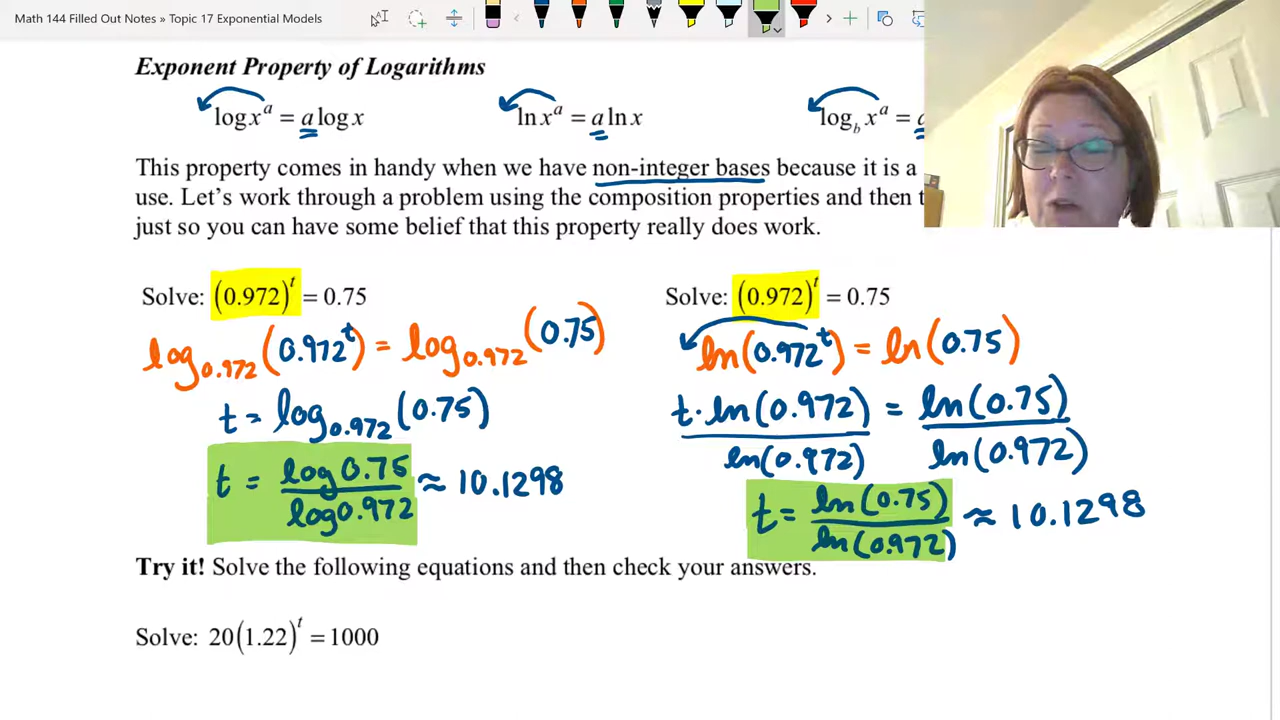 Math 144 Filled Out Notes » Topic 17 Exponential Models
Exponent Property of Logarithms
log x^a = a log x
ln x^a = a ln x
log_b x^a =
This property comes in handy when we have non-integer bases because it is a
use. Let's work through a problem using the composition properties and then t
just so you can have some belief that this property really does work.
Solve: (0.972)^t = 0.75
log_0.972 (0.972^t) = log_0.972 (0.75)
t = log_0.972 (0.75)
t = log 0.75 / log 0.972 ≈ 10.1298
Solve: (0.972)^t = 0.75
ln(0.972^t) = ln(0.75)
t · ln(0.972) / ln(0.972) = ln(0.75) / ln(0.972)
t = ln(0.75) / ln(0.972) ≈ 10.1298
Try it! Solve the following equations and then check your answers.
Solve: 20(1.22)^t = 1000